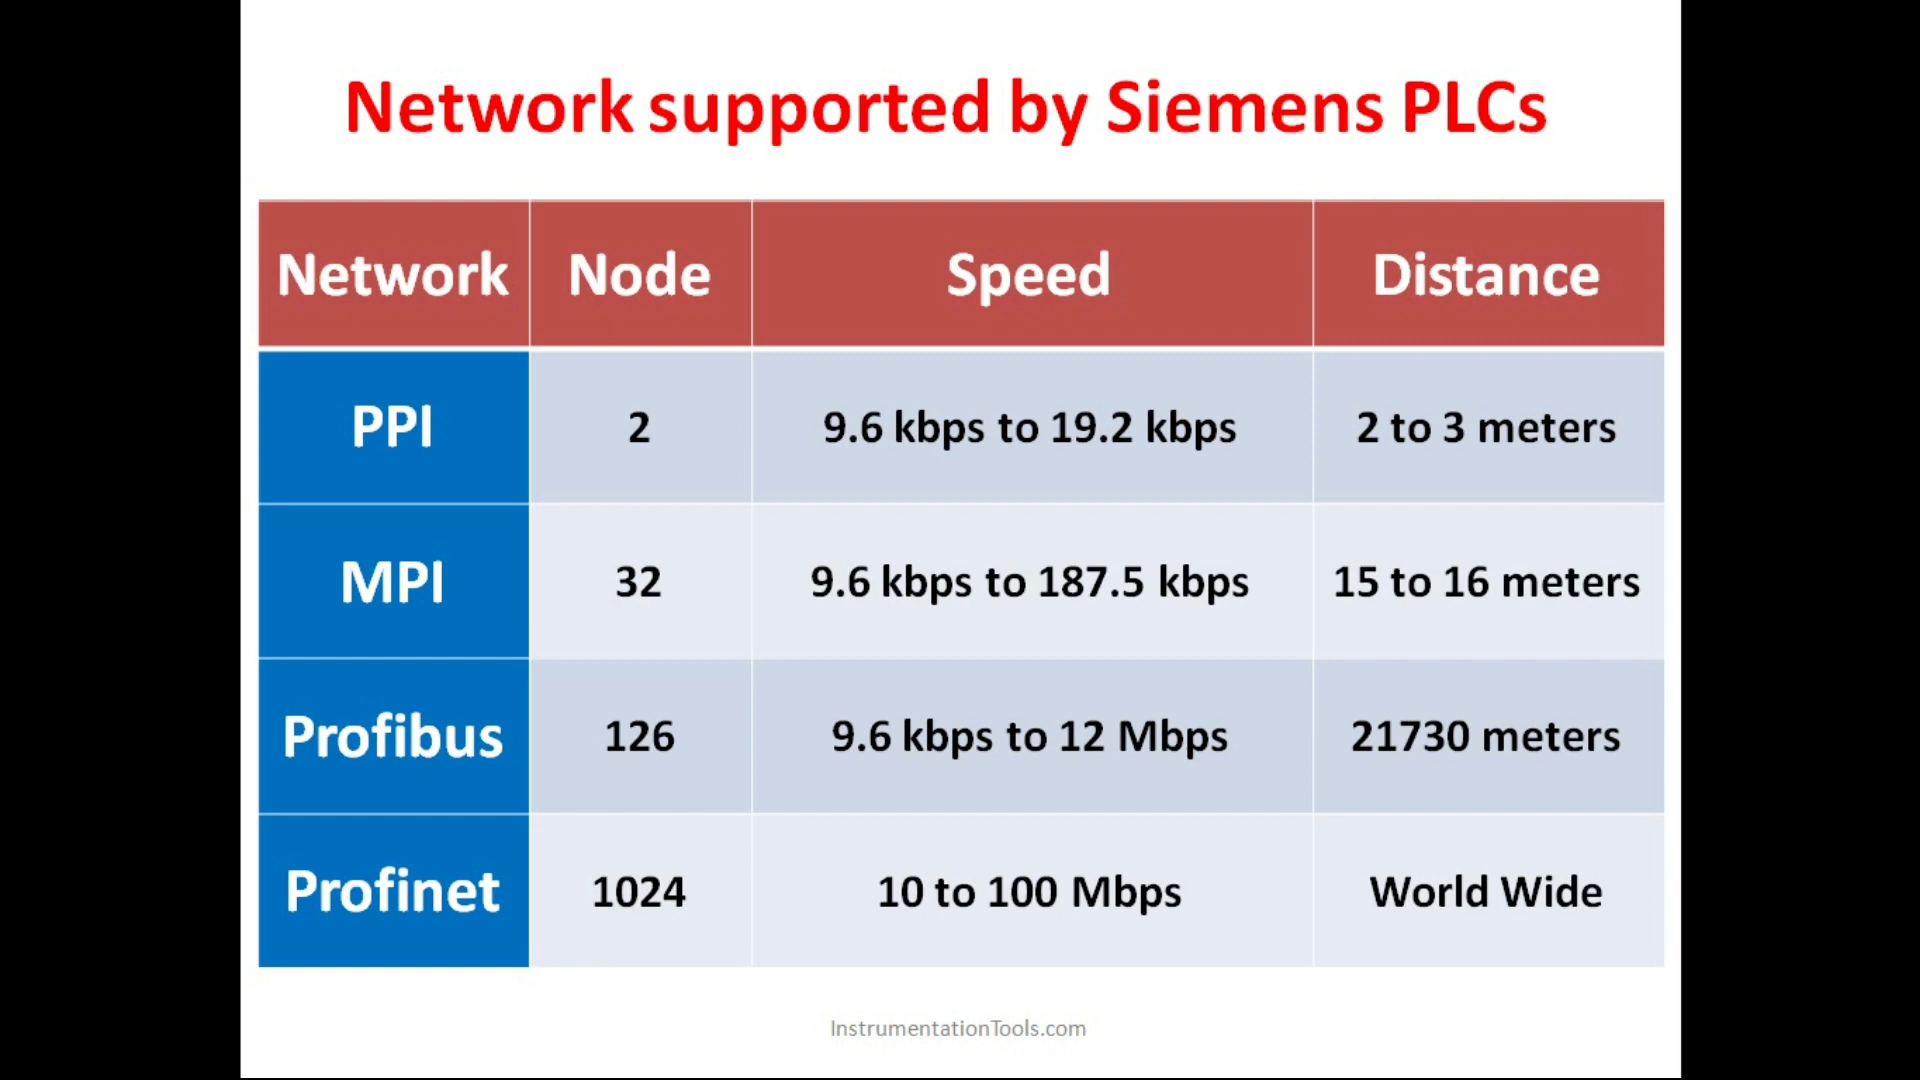 Network supported by Siemens PLCs
Network Node Speed Distance
PPI 2 9.6 kbps to 19.2 kbps 2 to 3 meters
MPI 32 9.6 kbps to 187.5 kbps 15 to 16 meters
Profibus 126 9.6 kbps to 12 Mbps 21730 meters
Profinet 1024 10 to 100 Mbps World Wide
InstrumentationTools.com